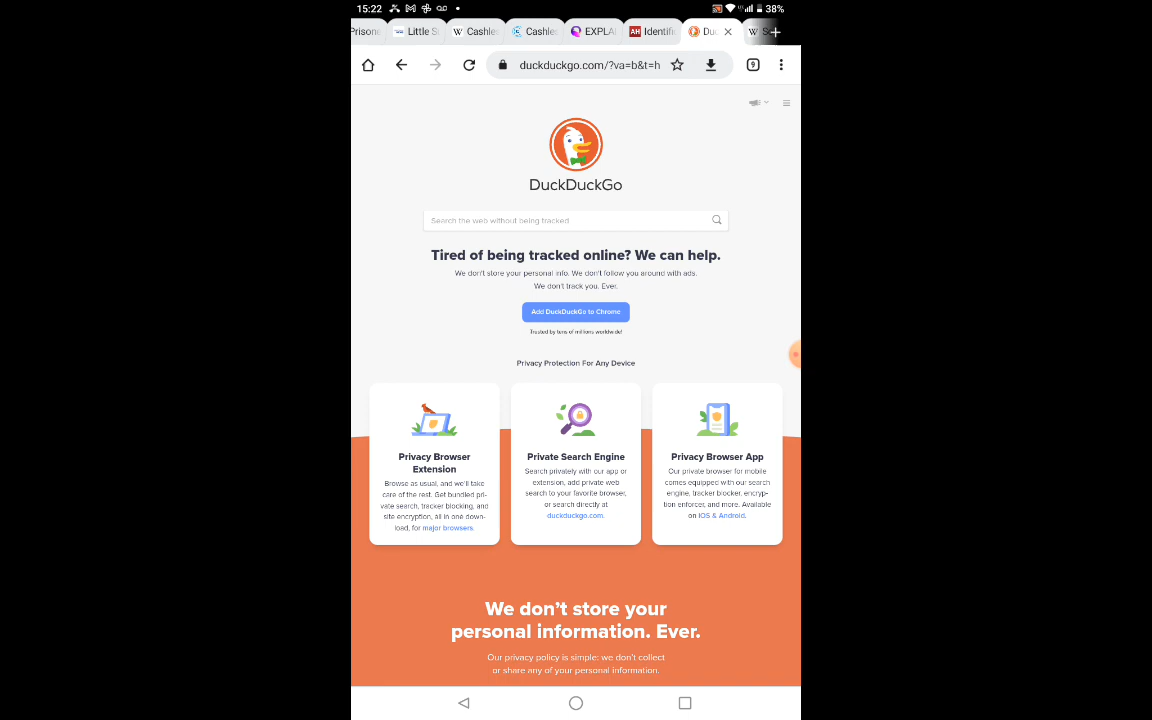 15:22 38%
Prisone Little S Cashles Cashles EXPLAI Identifi Duc
duckduckgo.com/?va=b&t=h 9
DuckDuckGo
Search the web without being tracked
Tired of being tracked online? We can help.
We don't store your personal info. We don't follow you around with ads.
We don't track you. Ever.
Add DuckDuckGo to Chrome
Trusted by tens of millions worldwide!
Privacy Protection For Any Device
Privacy Browser
Extension
Browse as usual, and we'll take
care of the rest. Get bundled pri-
vate search, tracker blocking, and
site encryption, all in one down-
load, for major browsers.
Private Search Engine
Search privately with our app or
extension, add private web
search to your favorite browser,
or search directly at
duckduckgo.com.
Privacy Browser App
Our private browser for mobile
comes equipped with our search
engine, tracker blocker, encryp-
tion enforcer, and more. Available
on iOS & Android.
We don't store your
personal information. Ever.
Our privacy policy is simple: we don't collect
or share any of your personal information.